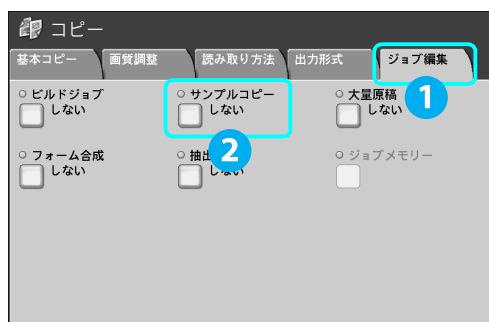 コピー
基本コピー 画質調整 読み取り方法 出力形式 ジョブ編集
1
ビルドジョブ サンプルコピー 大量原稿
しない しない しない
2
フォーム合成 抽出 ジョブメモリー
しない しない